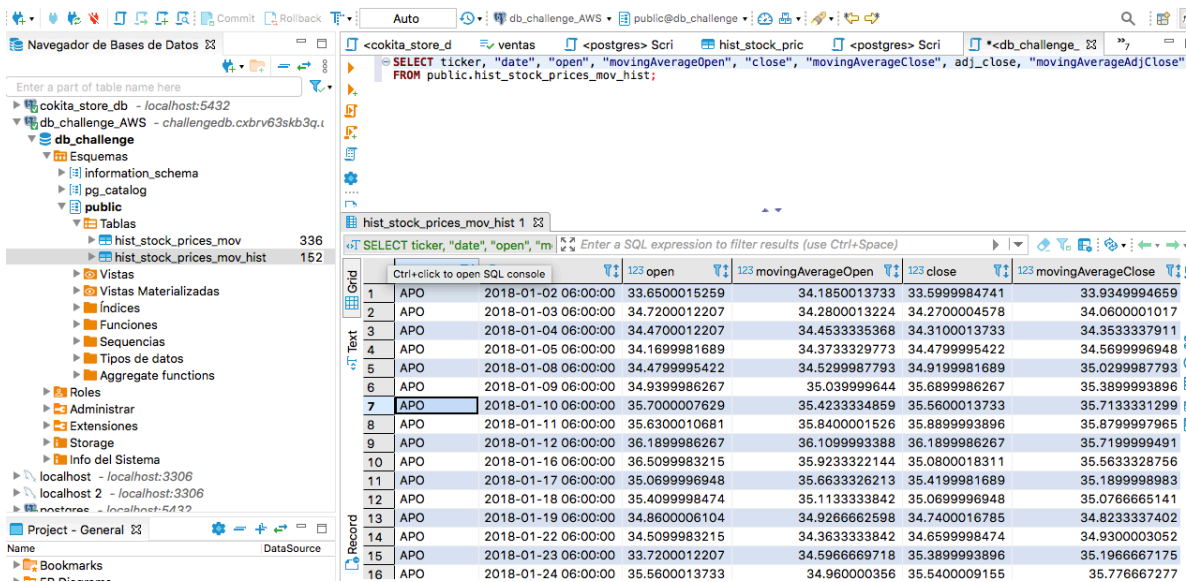 Commit Rollback T Auto db_challenge_AWS public@db_challenge
Navegador de Bases de Datos
Enter a part of table name here
cokita_store_db - localhost:5432
db_challenge_AWS - challengedb.cxbrv63skb3q.
db_challenge
Esquemas
information_schema
pg_catalog
public
Tablas
hist_stock_prices_mov 336
hist_stock_prices_mov_hist 152
Vistas
Vistas Materializadas
Índices
Funciones
Sequencias
Tipos de datos
Aggregate functions
Roles
Administrar
Extensiones
Storage
Info del Sistema
localhost - localhost:3306
localhost 2 - localhost:3306
postgres - localhost:5432
Project - General
Name DataSource
Bookmarks
ER Diagrams
<cokita_store_d ventas <postgres> Scri hist_stock_pric <postgres> Scri *<db_challenge_ »7
SELECT ticker, "date", "open", "movingAverageOpen", "close", "movingAverageClose", adj_close, "movingAverageAdjClose"
FROM public.hist_stock_prices_mov_hist;
hist_stock_prices_mov_hist 1
SELECT ticker, "date", "open", "m Enter a SQL expression to filter results (use Ctrl+Space)
Grid
Text
Record
Ctrl+click to open SQL console 123 open 123 movingAverageOpen 123 close 123 movingAverageClose
1 APO 2018-01-02 06:00:00 33.6500015259 34.1850013733 33.5999984741 33.9349994659
2 APO 2018-01-03 06:00:00 34.7200012207 34.2800013224 34.2700004578 34.0600001017
3 APO 2018-01-04 06:00:00 34.4700012207 34.4533335368 34.3100013733 34.3533337911
4 APO 2018-01-05 06:00:00 34.1699981689 34.3733329773 34.4799995422 34.5699996948
5 APO 2018-01-08 06:00:00 34.4799995422 34.5299987793 34.9199981689 35.0299987793
6 APO 2018-01-09 06:00:00 34.9399986267 35.039999644 35.6899986267 35.3899993896
7 APO 2018-01-10 06:00:00 35.7000007629 35.4233334859 35.5600013733 35.7133331299
8 APO 2018-01-11 06:00:00 35.6300010681 35.8400001526 35.8899993896 35.8799997965
9 APO 2018-01-12 06:00:00 36.1899986267 36.1099993388 36.1899986267 35.7199999491
10 APO 2018-01-16 06:00:00 36.5099983215 35.9233322144 35.0800018311 35.5633328756
11 APO 2018-01-17 06:00:00 35.0699996948 35.6633326213 35.4199981689 35.1899998983
12 APO 2018-01-18 06:00:00 35.4099998474 35.1133333842 35.0699996948 35.0766665141
13 APO 2018-01-19 06:00:00 34.8600006104 34.9266662598 34.7400016785 34.8233337402
14 APO 2018-01-22 06:00:00 34.5099983215 34.3633333842 34.6599998474 34.9300003052
15 APO 2018-01-23 06:00:00 33.7200012207 34.5966669718 35.3899993896 35.1966667175
16 APO 2018-01-24 06:00:00 35.5600013733 34.960000356 35.5400009155 35.776667277